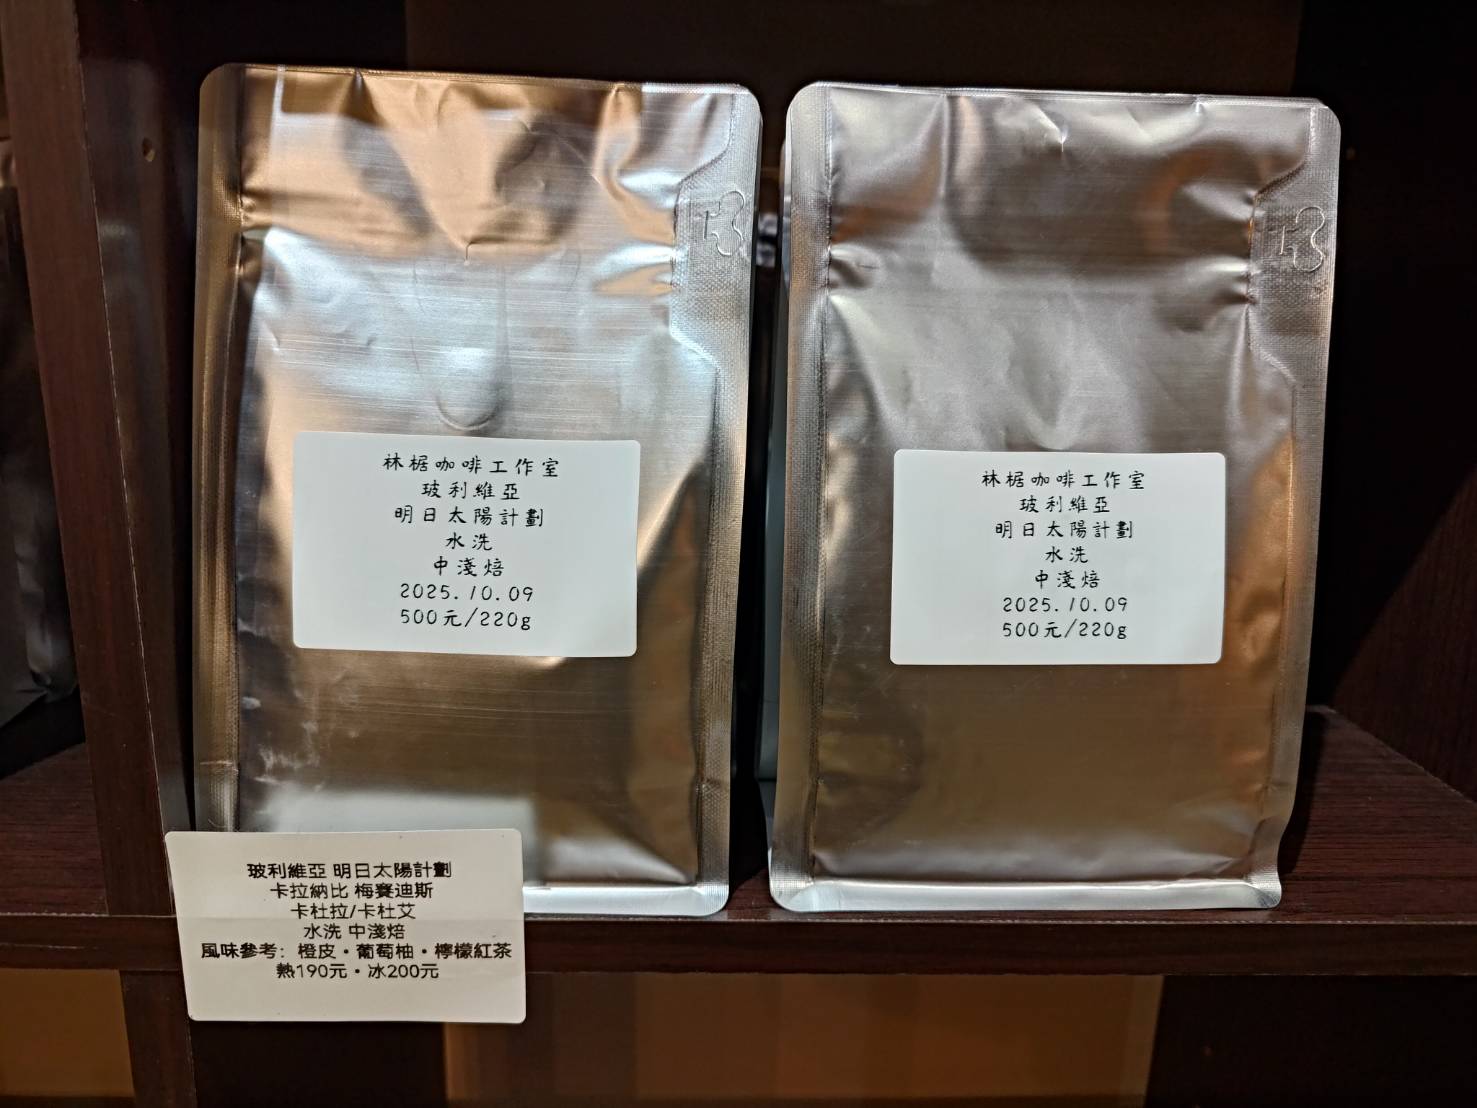 林椐咖啡工作室
玻利維亞
明日太陽計劃
水洗
中淺焙
2025.10.09
500元/220g
林椐咖啡工作室
玻利維亞
明日太陽計劃
水洗
中淺焙
2025.10.09
500元/220g
玻利維亞 明日太陽計劃
卡拉納比 梅賽迪斯
卡杜拉/卡杜艾
水洗 中淺焙
風味參考：橙皮・葡萄柚・檸檬紅茶
熱190元・冰200元